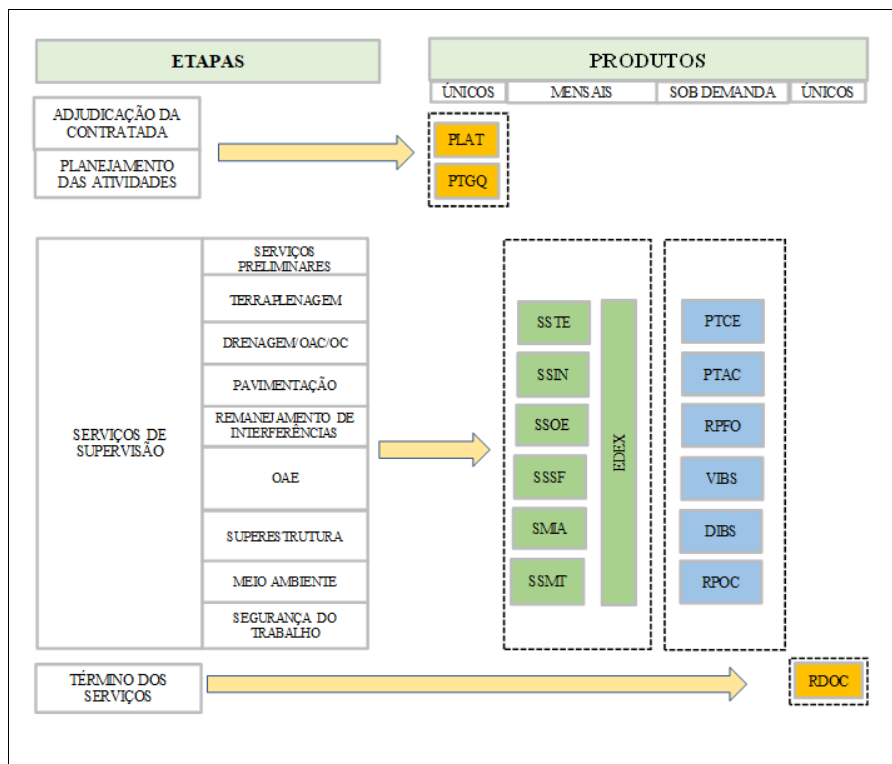 ETAPAS
PRODUTOS
ÚNICOS
MENSAIS
SOB DEMANDA
ÚNICOS
ADJUDICAÇÃO DA
CONTRATADA
PLANEJAMENTO
DAS ATIVIDADES
PLAT
PTGQ
SERVIÇOS DE
SUPERVISÃO
SERVIÇOS
PRELIMINARES
TERRAPLENAGEM
DRENAGEM/OAC/OC
PAVIMENTAÇÃO
REMANEJAMENTO DE
INTERFERÊNCIAS
OAE
SUPERESTRUTURA
MEIO AMBIENTE
SEGURANÇA DO
TRABALHO
SSTE
SSIN
SSOE
SSSF
SMIA
SSMT
EDEX
PTCE
PTAC
RPFO
VIBS
DIBS
RPOC
TÉRMINO DOS
SERVIÇOS
RDOC